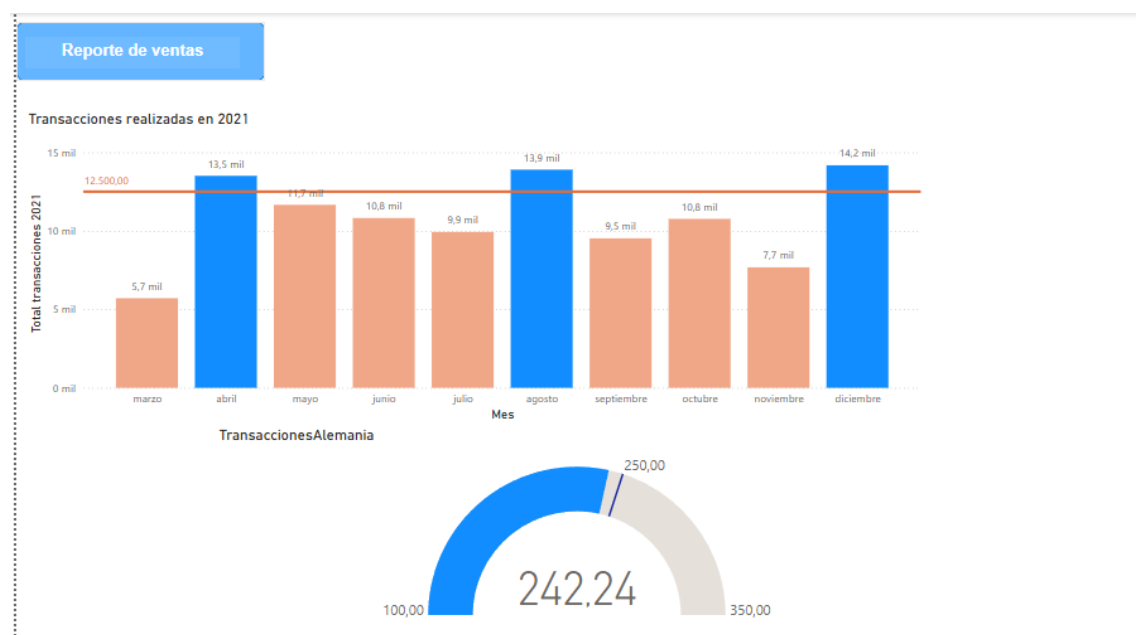 Reporte de ventas
Transacciones realizadas en 2021
15 mil
14,2 mil
13,9 mil
13,5 mil
12.500,00
11,7 mil
10,8 mil
10,8 mil
9,9 mil
9,5 mil
10 mil
7,7 mil
5,7 mil
5 mil
0 mil
Total transacciones 2021
marzo abril mayo junio julio agosto septiembre octubre noviembre diciembre
Mes
TransaccionesAlemania
250,00
242,24
100,00
350,00